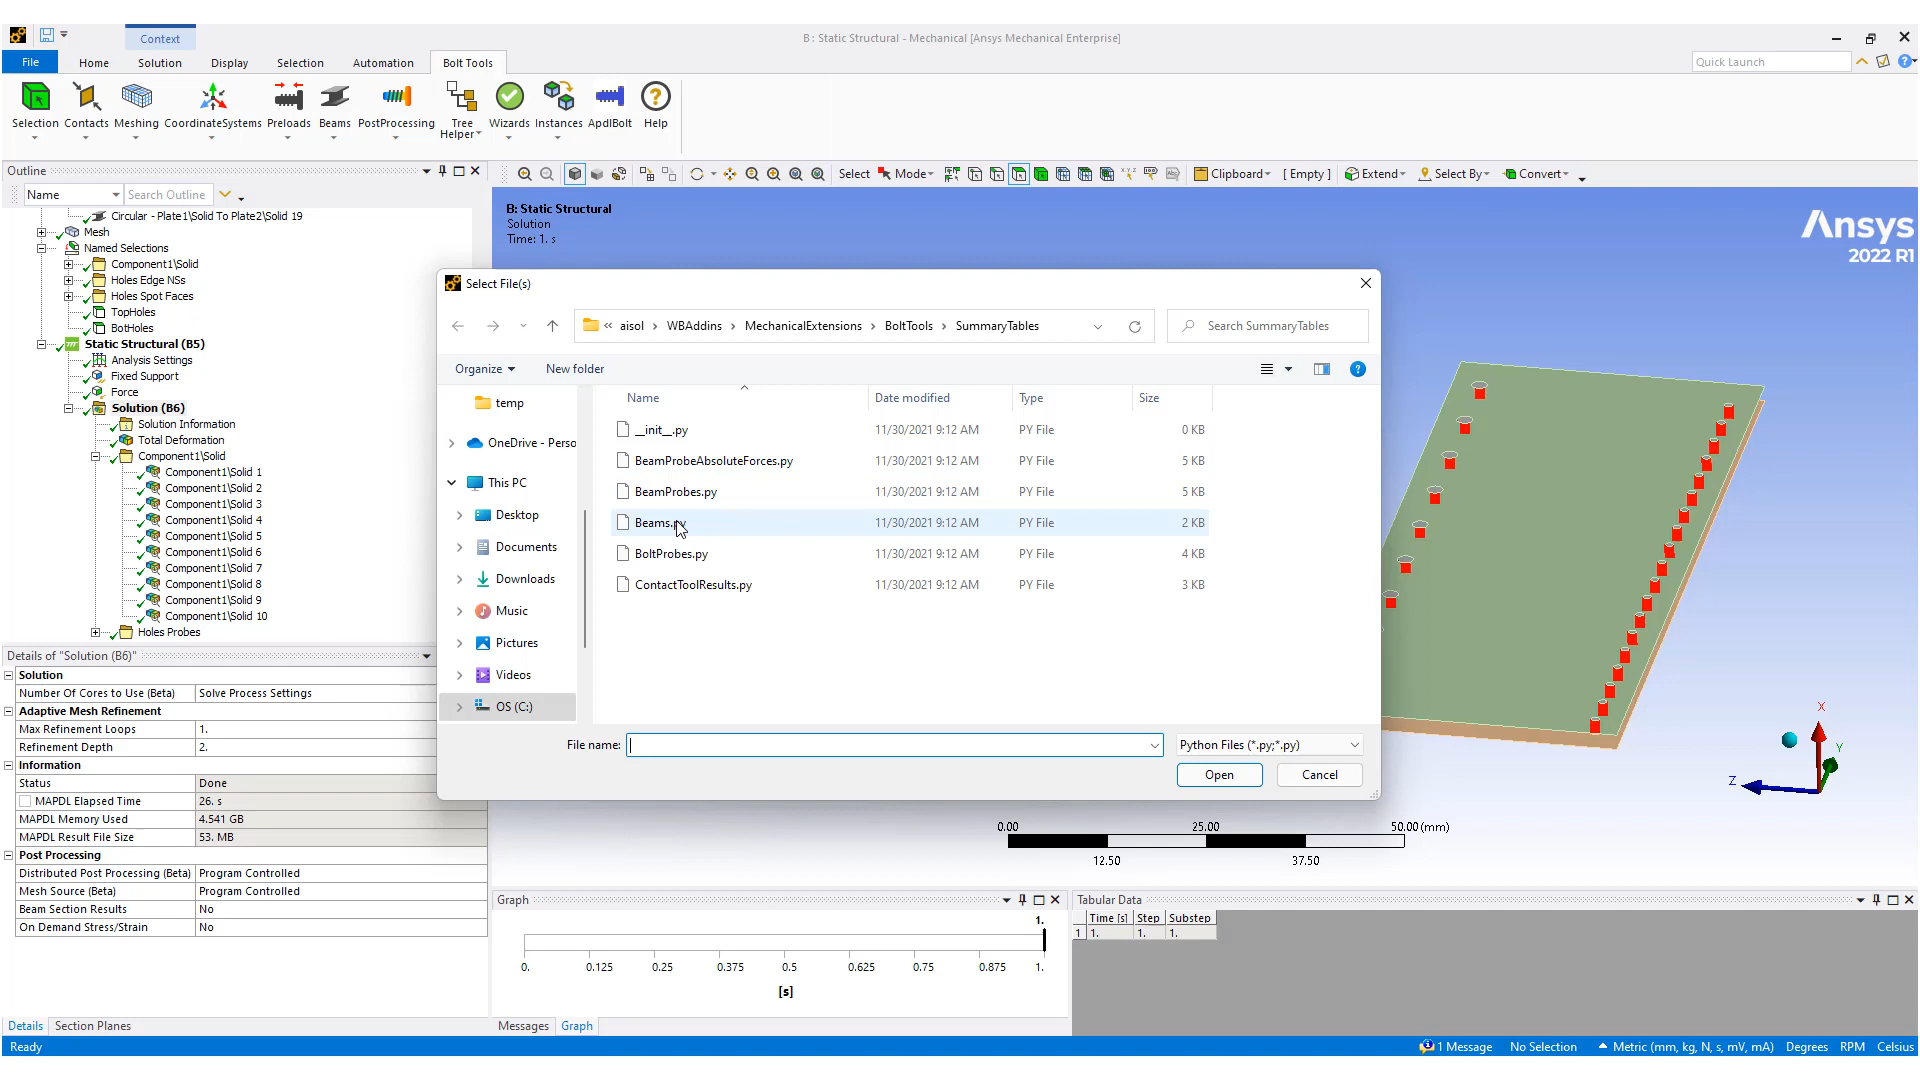 Context
B : Static Structural - Mechanical [Ansys Mechanical Enterprise]
File
Home
Solution
Display
Selection
Automation
Bolt Tools
Quick Launch
Selection
Contacts
Meshing
CoordinateSystems
Preloads
Beams
PostProcessing
Tree Helper
Wizards
Instances
ApdlBolt
Help
Outline
Name
Search Outline
Select
Mode
Clipboard
[ Empty ]
Extend
Select By
Convert
Circular - Plate1\Solid To Plate2\Solid 19
Mesh
Named Selections
Component1\Solid
Holes Edge NSs
Holes Spot Faces
TopHoles
BotHoles
Static Structural (B5)
Analysis Settings
Fixed Support
Force
Solution (B6)
Solution Information
Total Deformation
Component1\Solid
Component1\Solid 1
Component1\Solid 2
Component1\Solid 3
Component1\Solid 4
Component1\Solid 5
Component1\Solid 6
Component1\Solid 7
Component1\Solid 8
Component1\Solid 9
Component1\Solid 10
Holes Probes
B: Static Structural
Solution
Time: 1. s
Ansys
2022 R1
Select File(s)
« aisol › WBAddins › MechanicalExtensions › BoltTools › SummaryTables
Search SummaryTables
Organize
New folder
temp
OneDrive - Perso
This PC
Desktop
Documents
Downloads
Music
Pictures
Videos
OS (C:)
Name Date modified Type Size
__init__.py 11/30/2021 9:12 AM PY File 0 KB
BeamProbeAbsoluteForces.py 11/30/2021 9:12 AM PY File 5 KB
BeamProbes.py 11/30/2021 9:12 AM PY File 5 KB
Beams.py 11/30/2021 9:12 AM PY File 2 KB
BoltProbes.py 11/30/2021 9:12 AM PY File 4 KB
ContactToolResults.py 11/30/2021 9:12 AM PY File 3 KB
File name:
Python Files (*.py;*.py)
Open
Cancel
X
Y
Z
0.00 25.00 50.00 (mm)
12.50 37.50
Details of "Solution (B6)"
Solution
Number Of Cores to Use (Beta) Solve Process Settings
Adaptive Mesh Refinement
Max Refinement Loops 1.
Refinement Depth 2.
Information
Status Done
MAPDL Elapsed Time 26. s
MAPDL Memory Used 4.541 GB
MAPDL Result File Size 53. MB
Post Processing
Distributed Post Processing (Beta) Program Controlled
Mesh Source (Beta) Program Controlled
Beam Section Results No
On Demand Stress/Strain No
Details
Section Planes
Graph
1.
0. 0.125 0.25 0.375 0.5 0.625 0.75 0.875 1.
[s]
Messages
Graph
Tabular Data
Time [s] Step Substep
1 1. 1. 1.
Ready
1 Message
No Selection
Metric (mm, kg, N, s, mV, mA)
Degrees
RPM
Celsius